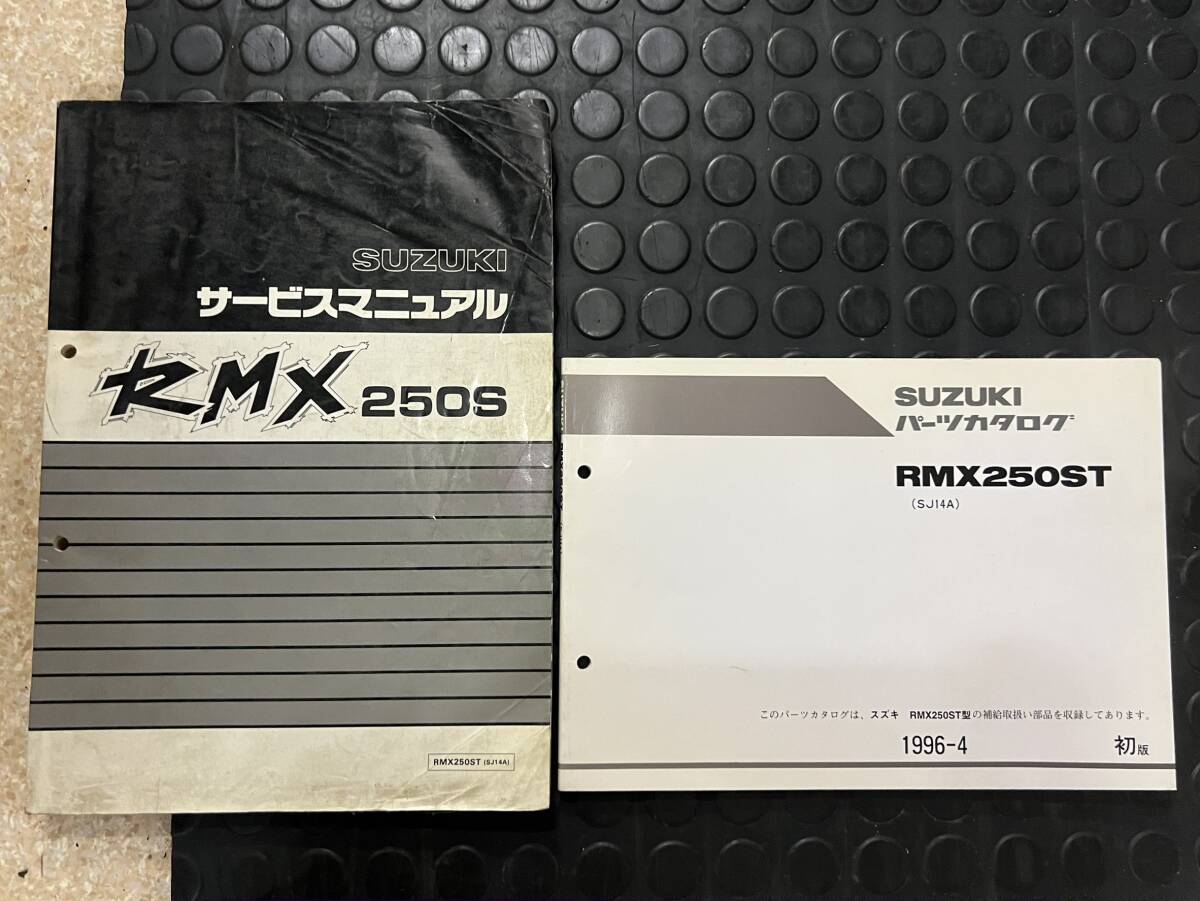 SUZUKI
サービスマニュアル
RMX 250S
RMX250ST (SJ14A)
SUZUKI
パーツカタログ
RMX250ST
(SJ14A)
このパーツカタログは、スズキ RMX250ST型の補給取扱い部品を収録してあります。
1996-4 初版